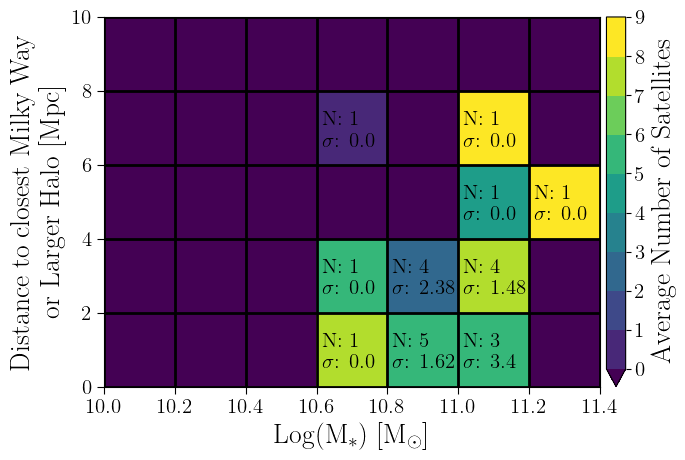 Distance to closest Milky Way
or Larger Halo [Mpc]
10
8
6
4
2
0
N: 1
σ: 0.0
N: 1
σ: 0.0
N: 1
σ: 0.0
N: 1
σ: 0.0
N: 1
σ: 0.0
N: 4
σ: 2.38
N: 4
σ: 1.48
N: 1
σ: 0.0
N: 5
σ: 1.62
N: 3
σ: 3.4
10.0 10.2 10.4 10.6 10.8 11.0 11.2 11.4
Log(M*) [M☉]
9
8
7
6
5
4
3
2
1
0
Average Number of Satellites